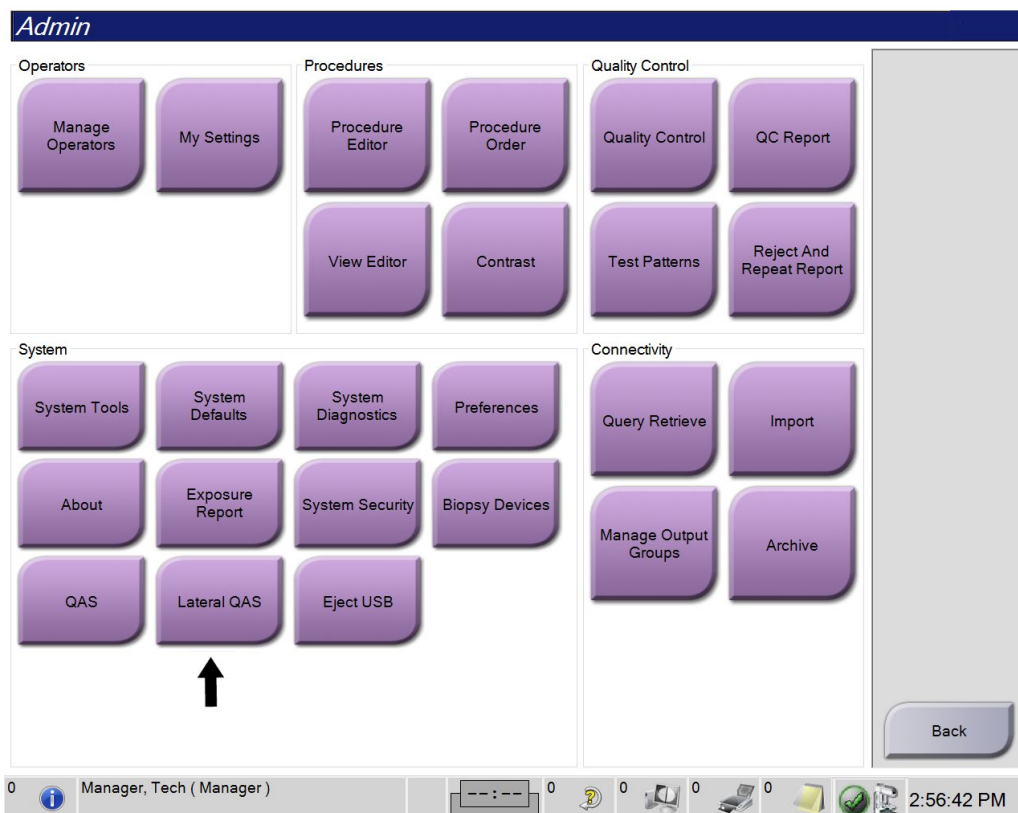 Admin
Operators
Manage
Operators
My Settings
Procedures
Procedure
Editor
Procedure
Order
View Editor
Contrast
Quality Control
Quality Control
QC Report
Test Patterns
Reject And
Repeat Report
System
System Tools
System
Defaults
System
Diagnostics
Preferences
About
Exposure
Report
System Security
Biopsy Devices
QAS
Lateral QAS
Eject USB
Connectivity
Query Retrieve
Import
Manage Output
Groups
Archive
Back
0
Manager, Tech ( Manager )
--:--
0
0
0
0
2:56:42 PM